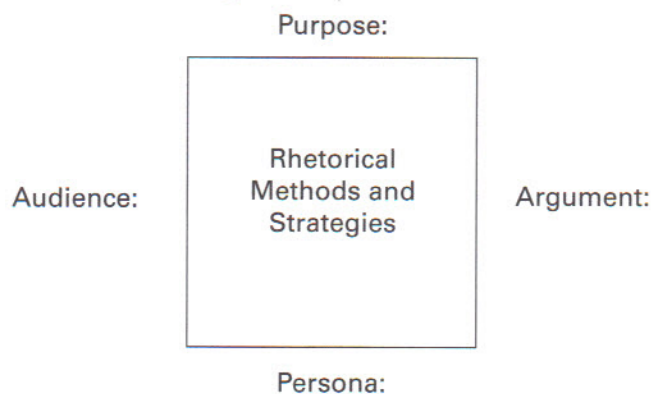 Purpose:
Rhetorical
Methods and
Strategies
Audience:
Argument:
Persona: